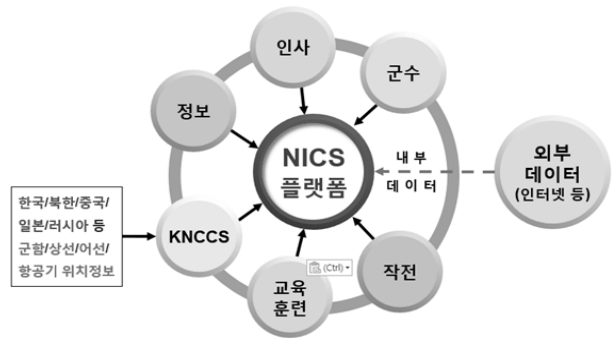 인사
군수
정보
NICS
플랫폼
내 부
데 이 터
외부
데이터
(인터넷 등)
한국/북한/중국/
일본/러시아 등
군함/상선/어선/
항공기 위치정보
KNCCS
(Ctrl)
작전
교육
훈련